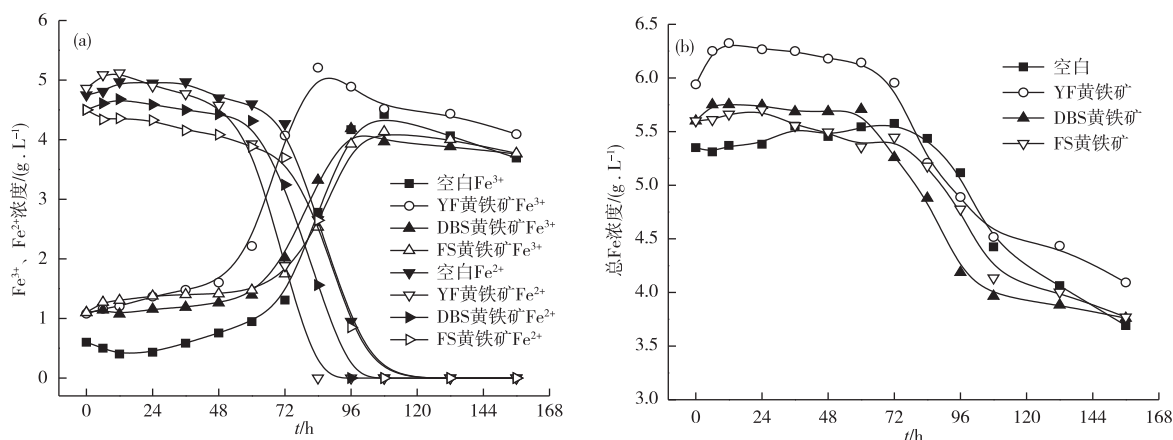 (a)
Fe³⁺、Fe²⁺浓度/(g . L⁻¹)
6
5
4
3
2
1
0
空白Fe³⁺
YF黄铁矿Fe³⁺
DBS黄铁矿Fe³⁺
FS黄铁矿Fe³⁺
空白Fe²⁺
YF黄铁矿Fe²⁺
DBS黄铁矿Fe²⁺
FS黄铁矿Fe²⁺
0 24 48 72 96 120 144 168
t/h
(b)
总Fe浓度/(g . L⁻¹)
6.5
6.0
5.5
5.0
4.5
4.0
3.5
3.0
空白
YF黄铁矿
DBS黄铁矿
FS黄铁矿
0 24 48 72 96 120 144 168
t/h